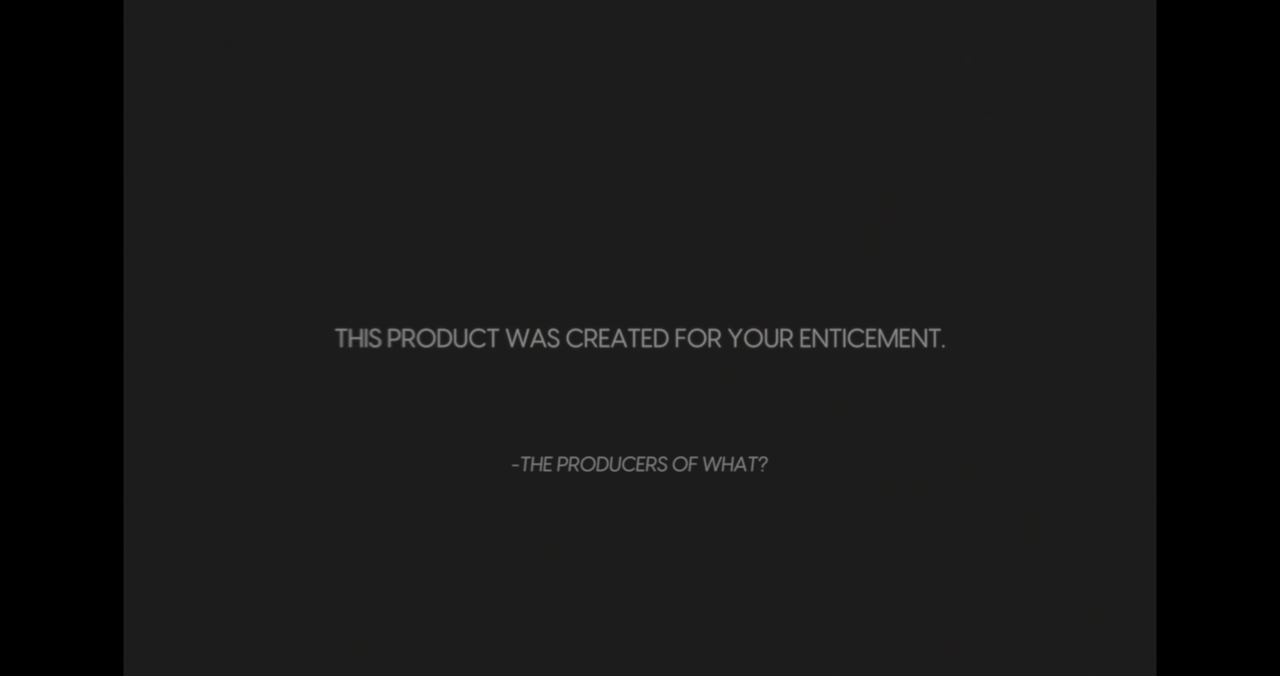 THIS PRODUCT WAS CREATED FOR YOUR ENTICEMENT.
-THE PRODUCERS OF WHAT?